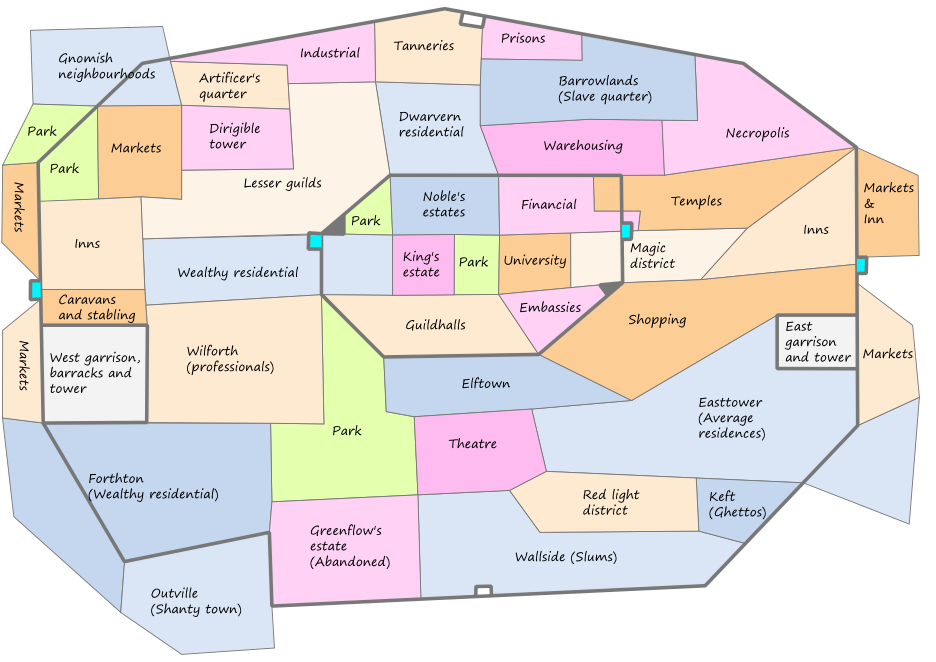 Gnomish
neighbourhoods
Industrial
Tanneries
Prisons
Artificer's
quarter
Barrowlands
(Slave quarter)
Park
Park
Markets
Dirigible
tower
Dwarvern
residential
Warehousing
Necropolis
Markets
Lesser guilds
Noble's
estates
Financial
Park
Temples
Markets
&
Inn
Inns
Inns
Wealthy residential
King's
estate
Park
University
Magic
district
Caravans
and stabling
Embassies
Guildhalls
Shopping
Markets
West garrison,
barracks and
tower
Wilforth
(professionals)
East
garrison
and tower
Markets
Elftown
Easttower
(Average
residences)
Park
Theatre
Forthton
(Wealthy residential)
Red light
district
Keft
(Ghettos)
Greenflow's
estate
(Abandoned)
Wallside (Slums)
Outville
(Shanty town)